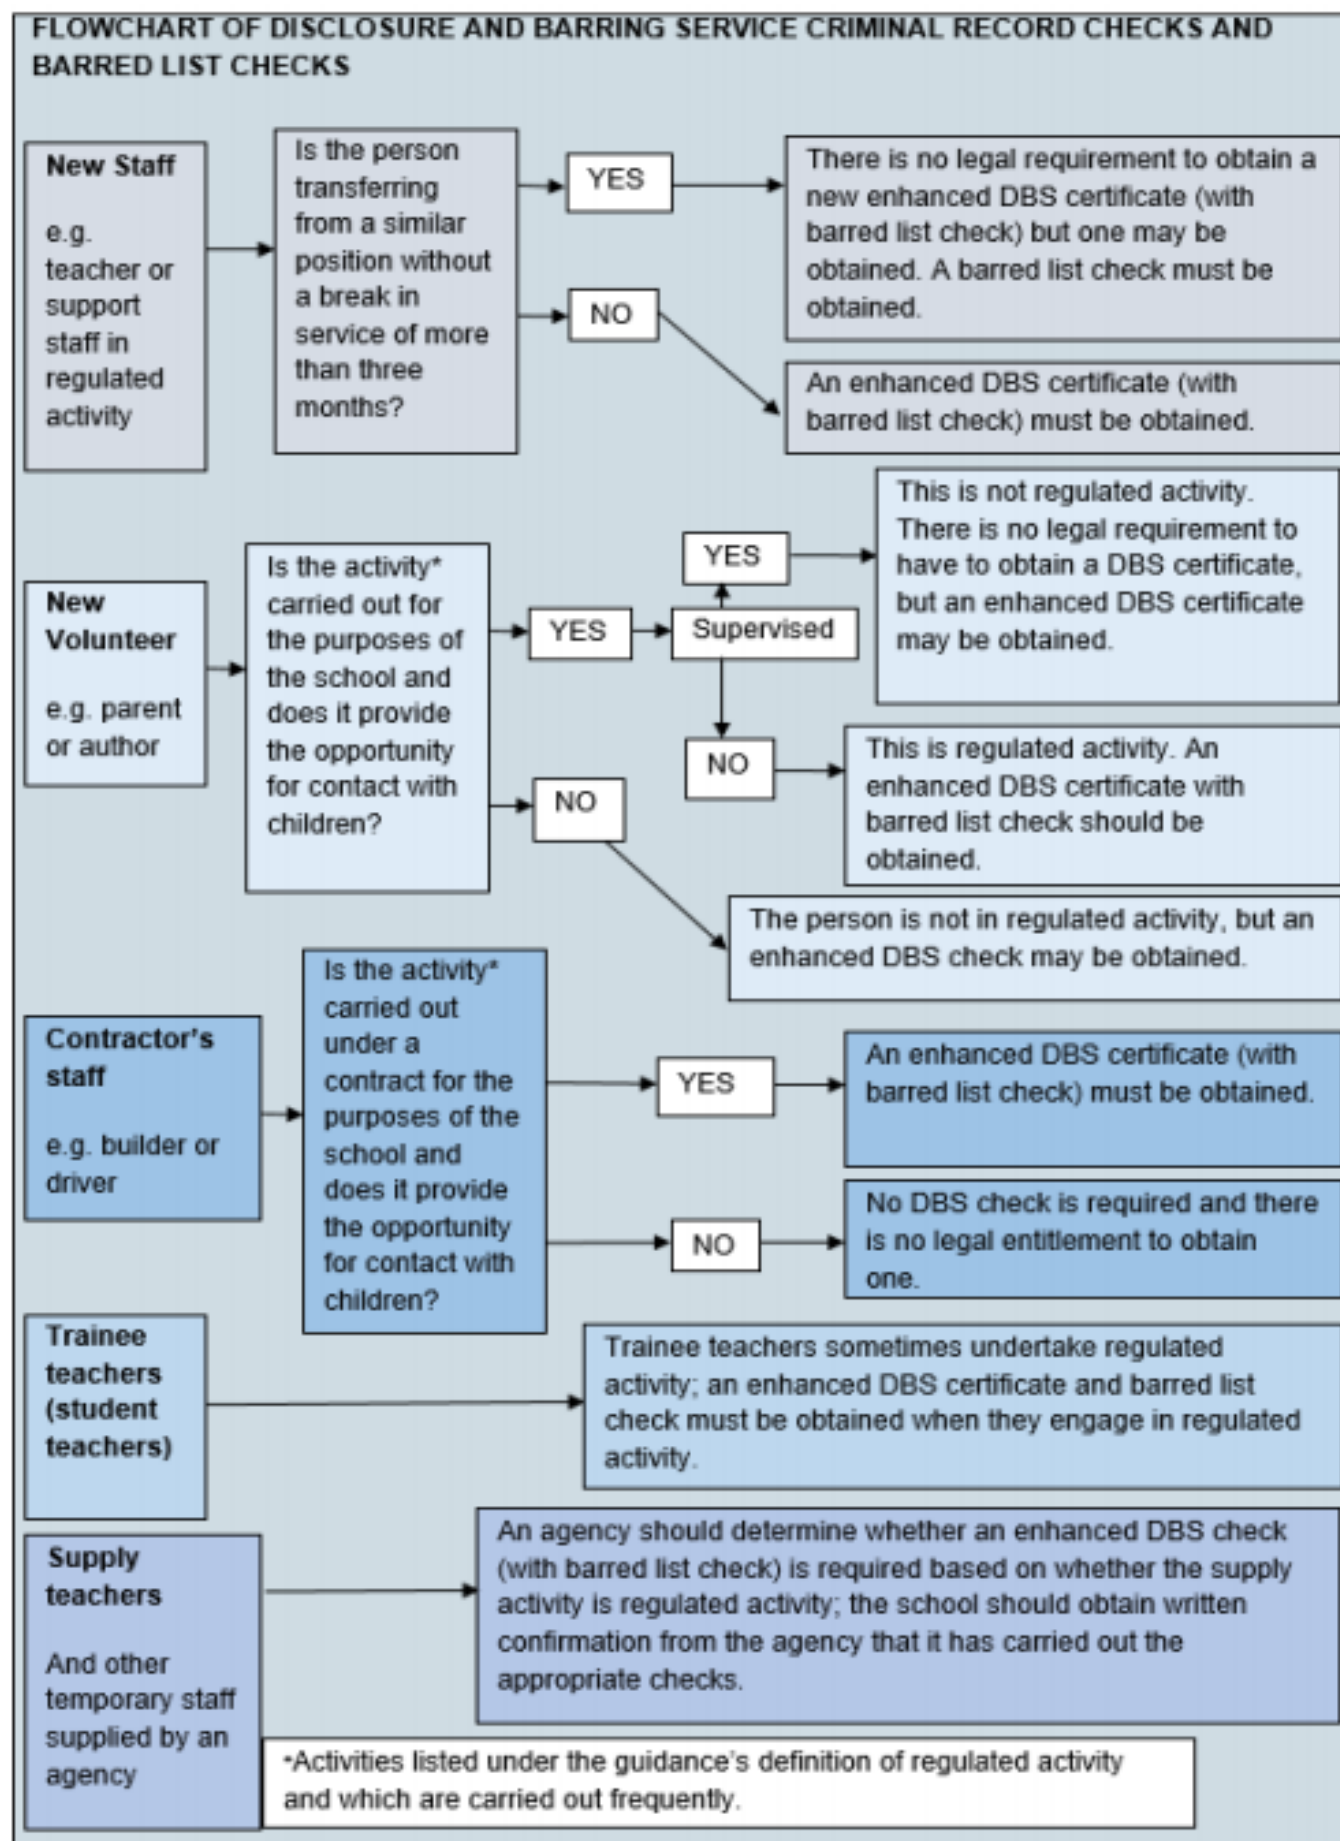 FLOWCHART OF DISCLOSURE AND BARRING SERVICE CRIMINAL RECORD CHECKS AND
BARRED LIST CHECKS
New Staff
e.g.
teacher or
support
staff in
regulated
activity
Is the person
transferring
from a similar
position without
a break in
service of more
than three
months?
YES
NO
There is no legal requirement to obtain a
new enhanced DBS certificate (with
barred list check) but one may be
obtained. A barred list check must be
obtained.
An enhanced DBS certificate (with
barred list check) must be obtained.
New
Volunteer
e.g. parent
or author
Is the activity*
carried out for
the purposes of
the school and
does it provide
the opportunity
for contact with
children?
YES
NO
YES
Supervised
NO
This is not regulated activity.
There is no legal requirement to
have to obtain a DBS certificate,
but an enhanced DBS certificate
may be obtained.
This is regulated activity. An
enhanced DBS certificate with
barred list check should be
obtained.
The person is not in regulated activity, but an
enhanced DBS check may be obtained.
Contractor's
staff
e.g. builder or
driver
Is the activity*
carried out
under a
contract for the
purposes of the
school and
does it provide
the opportunity
for contact with
children?
YES
NO
An enhanced DBS certificate (with
barred list check) must be obtained.
No DBS check is required and there
is no legal entitlement to obtain
one.
Trainee
teachers
(student
teachers)
Trainee teachers sometimes undertake regulated
activity; an enhanced DBS certificate and barred list
check must be obtained when they engage in regulated
activity.
Supply
teachers
And other
temporary staff
supplied by an
agency
An agency should determine whether an enhanced DBS check
(with barred list check) is required based on whether the supply
activity is regulated activity; the school should obtain written
confirmation from the agency that it has carried out the
appropriate checks.
*Activities listed under the guidance's definition of regulated activity
and which are carried out frequently.